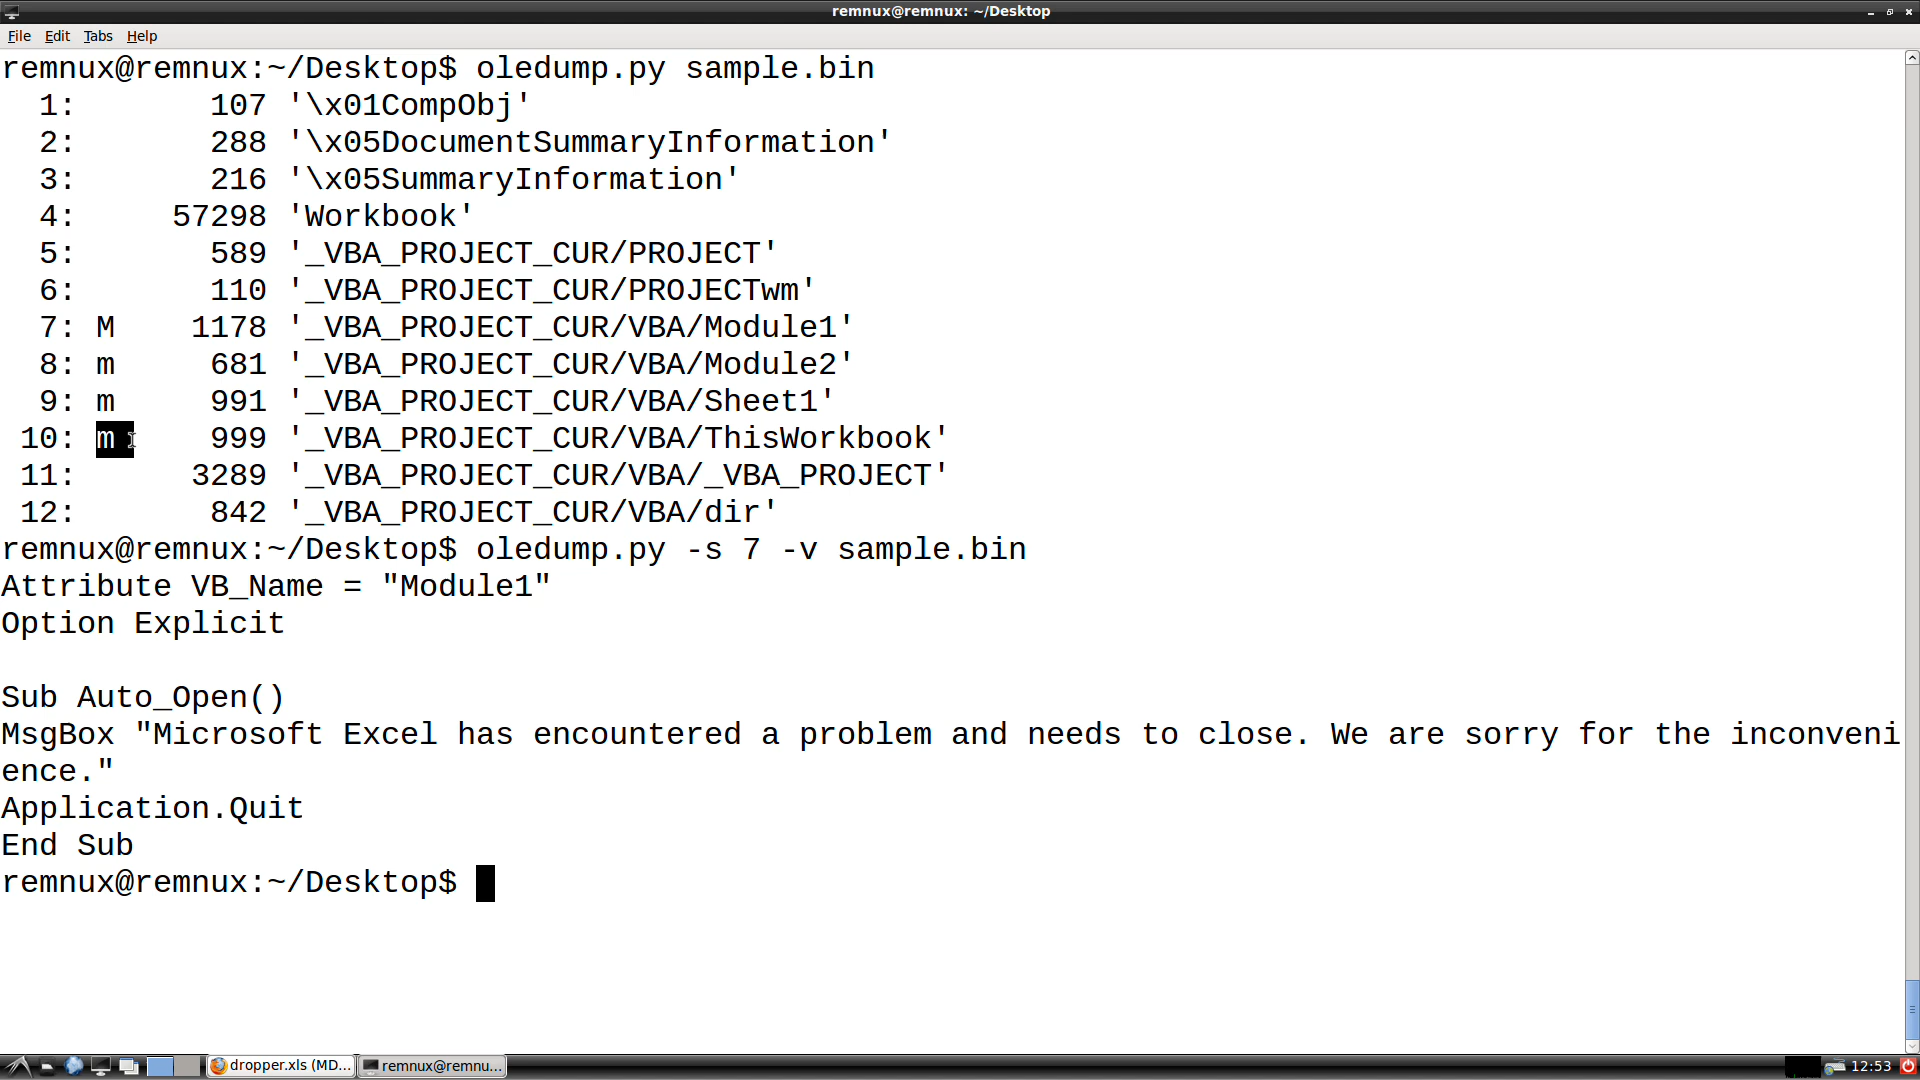 remnux@remnux: ~/Desktop
File Edit Tabs Help
remnux@remnux:~/Desktop$ oledump.py sample.bin
  1:       107 '\x01CompObj'
  2:       288 '\x05DocumentSummaryInformation'
  3:       216 '\x05SummaryInformation'
  4:     57298 'Workbook'
  5:       589 '_VBA_PROJECT_CUR/PROJECT'
  6:       110 '_VBA_PROJECT_CUR/PROJECTwm'
  7: M    1178 '_VBA_PROJECT_CUR/VBA/Module1'
  8: m     681 '_VBA_PROJECT_CUR/VBA/Module2'
  9: m     991 '_VBA_PROJECT_CUR/VBA/Sheet1'
 10: m     999 '_VBA_PROJECT_CUR/VBA/ThisWorkbook'
 11:      3289 '_VBA_PROJECT_CUR/VBA/_VBA_PROJECT'
 12:       842 '_VBA_PROJECT_CUR/VBA/dir'
remnux@remnux:~/Desktop$ oledump.py -s 7 -v sample.bin
Attribute VB_Name = "Module1"
Option Explicit

Sub Auto_Open()
MsgBox "Microsoft Excel has encountered a problem and needs to close. We are sorry for the inconveni
ence."
Application.Quit
End Sub
remnux@remnux:~/Desktop$
dropper.xls (MD... remnux@remnu... 12:53